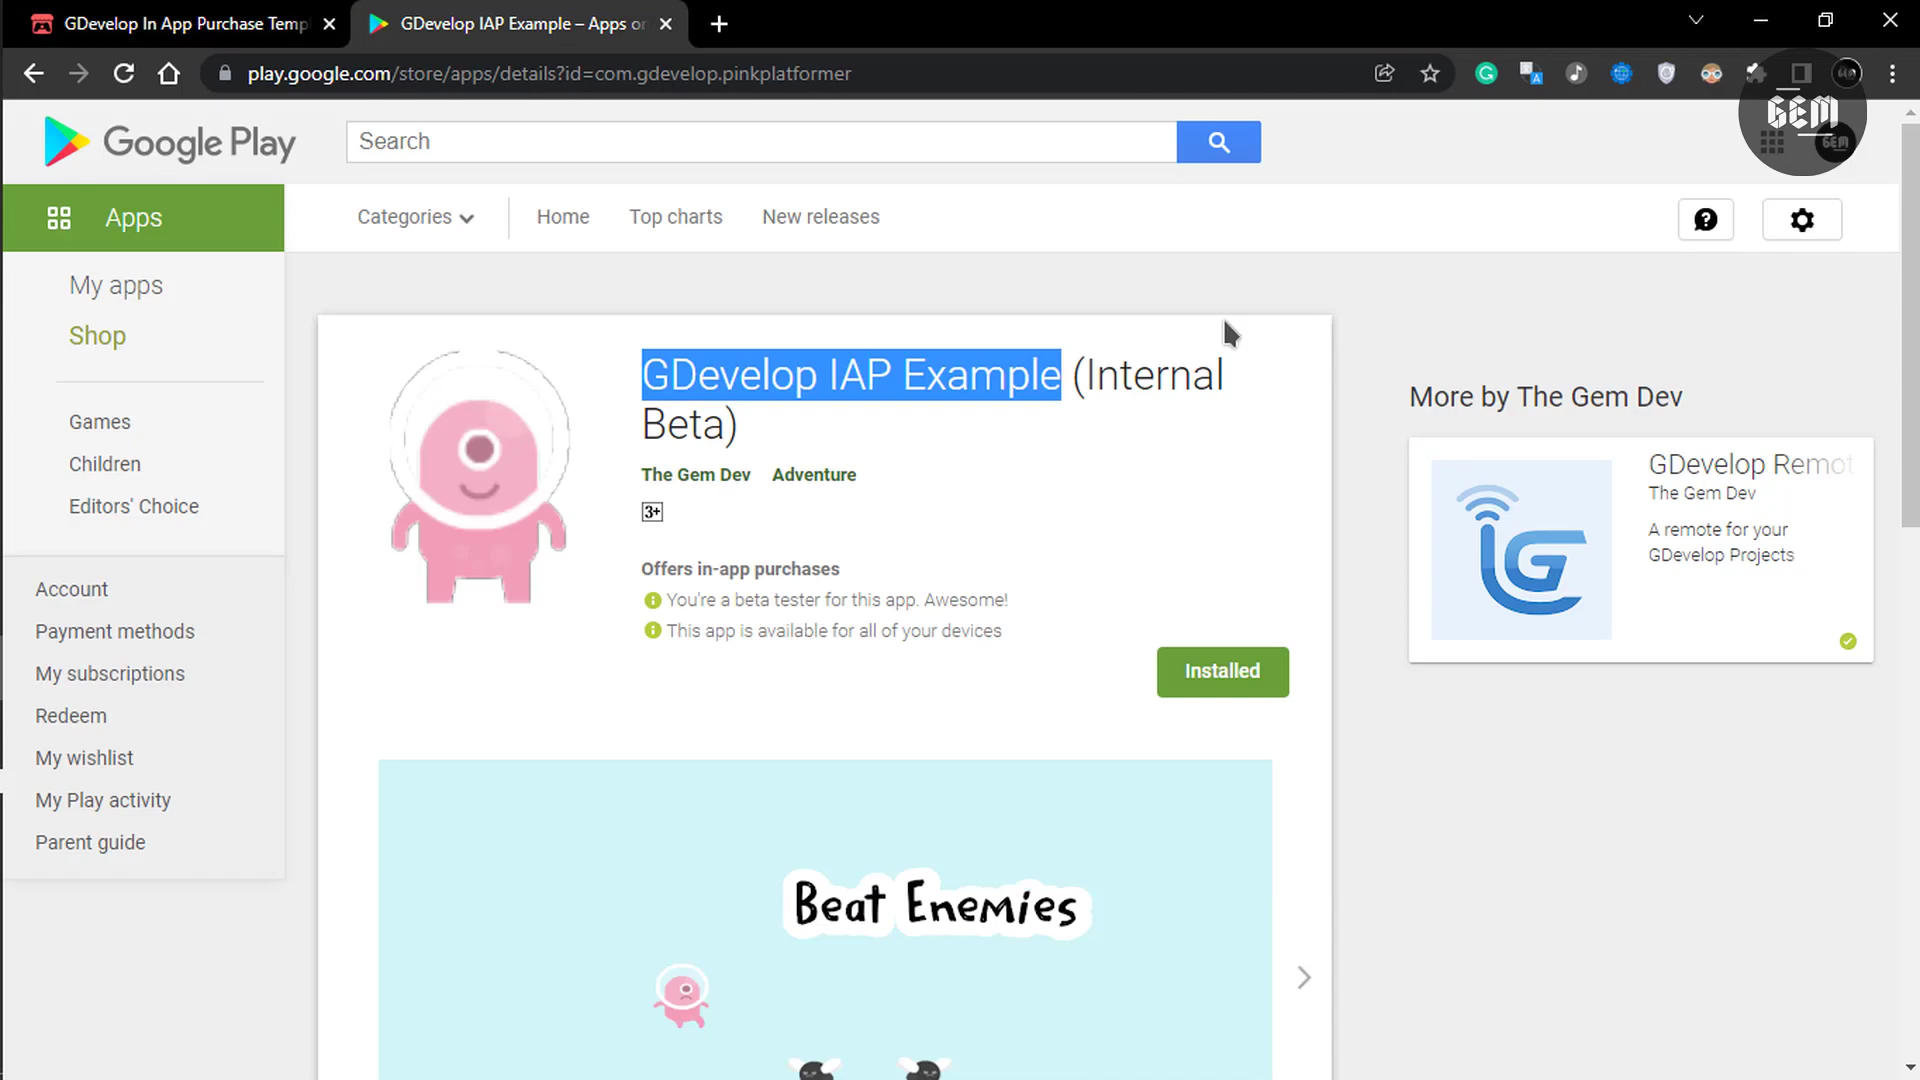 GDevelop In App Purchase Temp
GDevelop IAP Example – Apps on
play.google.com/store/apps/details?id=com.gdevelop.pinkplatformer
GEM
GEM
Google Play
Search
Apps
Categories
Home
Top charts
New releases
My apps
Shop
Games
Children
Editors' Choice
Account
Payment methods
My subscriptions
Redeem
My wishlist
My Play activity
Parent guide
GDevelop IAP Example (Internal
Beta)
The Gem Dev Adventure
3+
Offers in-app purchases
You're a beta tester for this app. Awesome!
This app is available for all of your devices
Installed
Beat Enemies
More by The Gem Dev
GDevelop Remot
The Gem Dev
A remote for your
GDevelop Projects